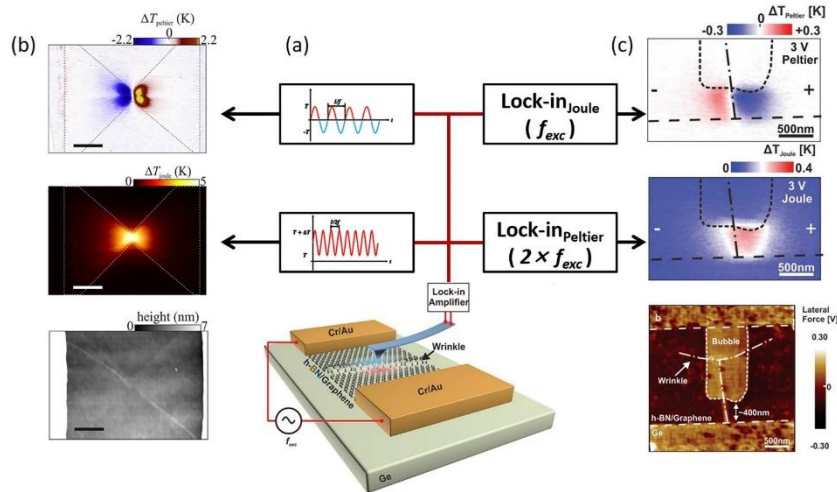 (b)
ΔT_peltier (K)
-2.2 0 2.2
ΔT_joule (K)
0 5
height (nm)
0 7
(a)
T
-T
1/f
t
Lock-in_Joule
( f_exc )
T + ΔT
T
t
Lock-in_Peltier
( 2 × f_exc )
Lock-in
Amplifier
Cr/Au
Wrinkle
h-BN/Graphene
Cr/Au
f_exc
Ge
(c)
ΔT_Peltier [K]
-0.3 0 +0.3
3 V
Peltier
- +
500nm
ΔT_Joule [K]
0 0.4
3 V
Joule
- +
500nm
b
Lateral
Force [V]
0.30
Bubble
Wrinkle
~400nm
h-BN/Graphene
Ge
500nm
-0.30